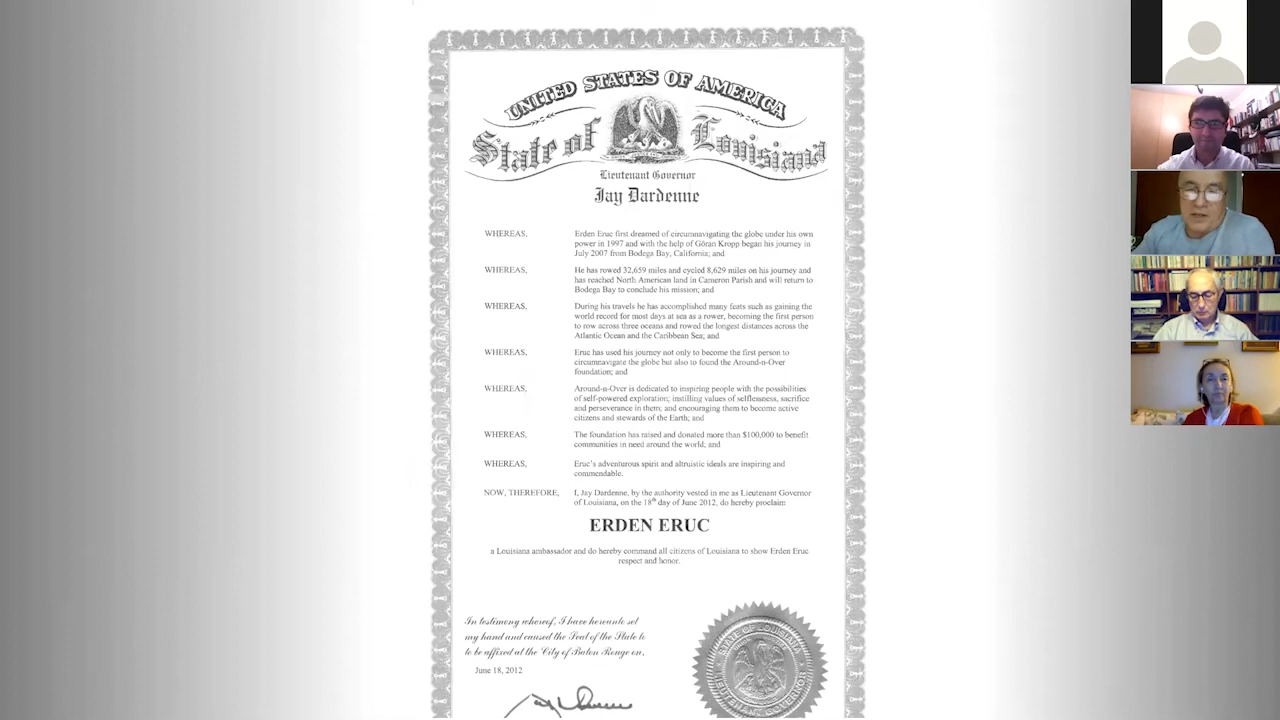 UNITED STATES OF AMERICA
State of Louisiana
Lieutenant Governor
Jay Dardenne
WHEREAS, Erden Eruc first dreamed of circumnavigating the globe under his own
power in 1997 and with the help of Göran Kropp began his journey in
July 2007 from Bodega Bay, California; and
WHEREAS, He has rowed 32,659 miles and cycled 8,629 miles on his journey and
has reached North American land in Cameron Parish and will return to
Bodega Bay to conclude his mission; and
WHEREAS, During his travels he has accomplished many feats such as gaining the
world record for most days at sea as a rower, becoming the first person
to row across three oceans and rowed the longest distances across the
Atlantic Ocean and the Caribbean Sea; and
WHEREAS, Eruc has used his journey not only to become the first person to
circumnavigate the globe but also to found the Around-n-Over
foundation; and
WHEREAS, Around-n-Over is dedicated to inspiring people with the possibilities
of self-powered exploration; instilling values of selflessness, sacrifice
and perseverance in them; and encouraging them to become active
citizens and stewards of the Earth; and
WHEREAS, The foundation has raised and donated more than $100,000 to benefit
communities in need around the world; and
WHEREAS, Eruc's adventurous spirit and altruistic ideals are inspiring and
commendable.
NOW, THEREFORE, I, Jay Dardenne, by the authority vested in me as Lieutenant Governor
of Louisiana, on the 18th day of June 2012, do hereby proclaim
ERDEN ERUC
a Louisiana ambassador and do hereby command all citizens of Louisiana to show Erden Eruc
respect and honor.
In testimony whereof, I have hereunto set
my hand and caused the Seal of the State to
be affixed at the City of Baton Rouge on,
June 18, 2012
STATE OF LOUISIANA
LIEUTENANT GOVERNOR